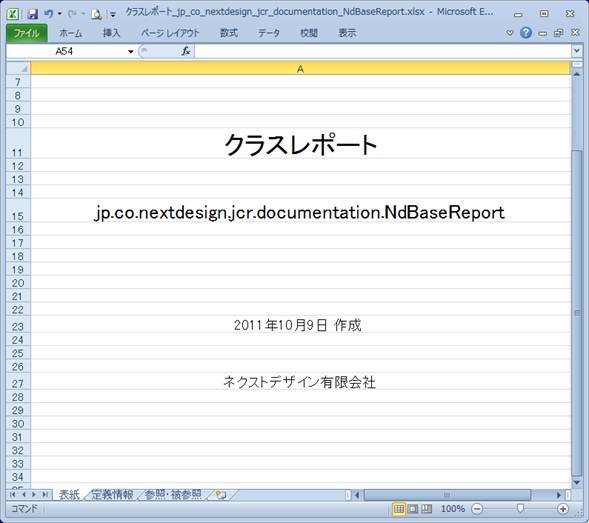 クラスレポート_jp_co_nextdesign_jcr_documentation_NdBaseReport.xlsx - Microsoft E...
ファイル ホーム 挿入 ページ レイアウト 数式 データ 校閲 表示
A54 fx
A
7
8
9
10
11 クラスレポート
12
13
14
15 jp.co.nextdesign.jcr.documentation.NdBaseReport
16
17
18
19
20
21
22
23 2011年10月9日 作成
24
25
26
27 ネクストデザイン有限会社
28
29
30
31
32
33
34
35
表紙 定義情報 参照・被参照
コマンド 100%